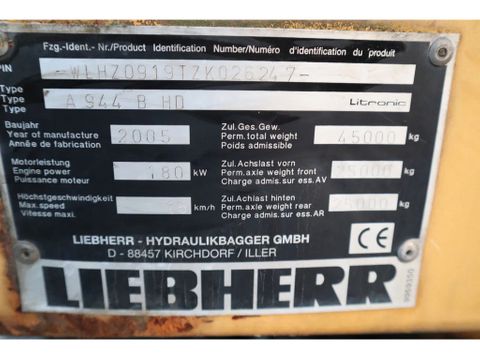 Fzg.-Ident.- Nr./Product Identification Number/Numéro d'identification du produit
PIN -WLHZ0919TZK026247-
Type
Type A 944 B HD Litronic
Type
Baujahr
Year of manufacture 2005
Année de fabrication
Zul.Ges.Gew.
Perm.total weight 45000 kg
Poids admissible
Motorleistung
Engine power 180 kW
Puissance moteur
Zul.Achslast vorn
Perm.axle weight front 25000 kg
Charge admis.sur ess.AV
Höchstgeschwindigkeit
Max.speed km/h
Vitesse maxi.
Zul.Achslast hinten
Perm.axle weight rear 25000 kg
Charge admis.sur ess.AR
LIEBHERR - HYDRAULIKBAGGER GMBH
D - 88457 KIRCHDORF / ILLER
CE
LIEBHERR